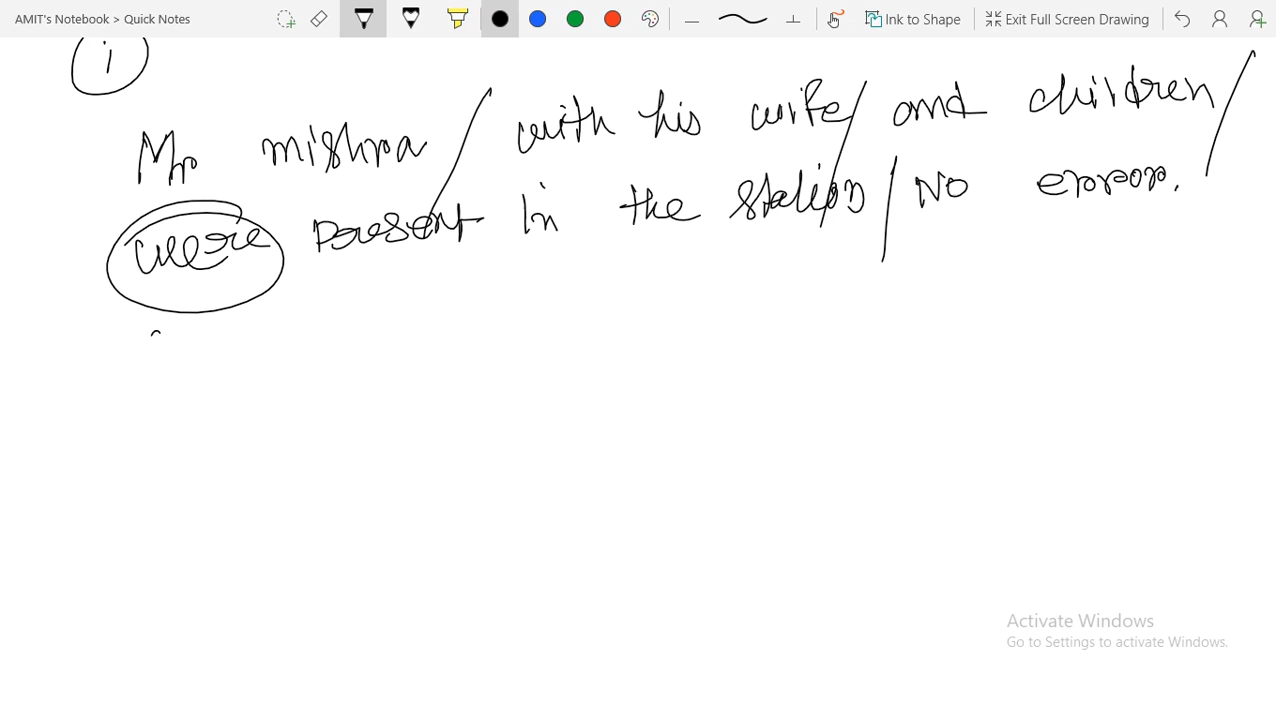 AMIT's Notebook > Quick Notes
Ink to Shape
Exit Full Screen Drawing
i
Mr mishra / with his wife / and children /
were present in the station / No error.
Activate Windows
Go to Settings to activate Windows.